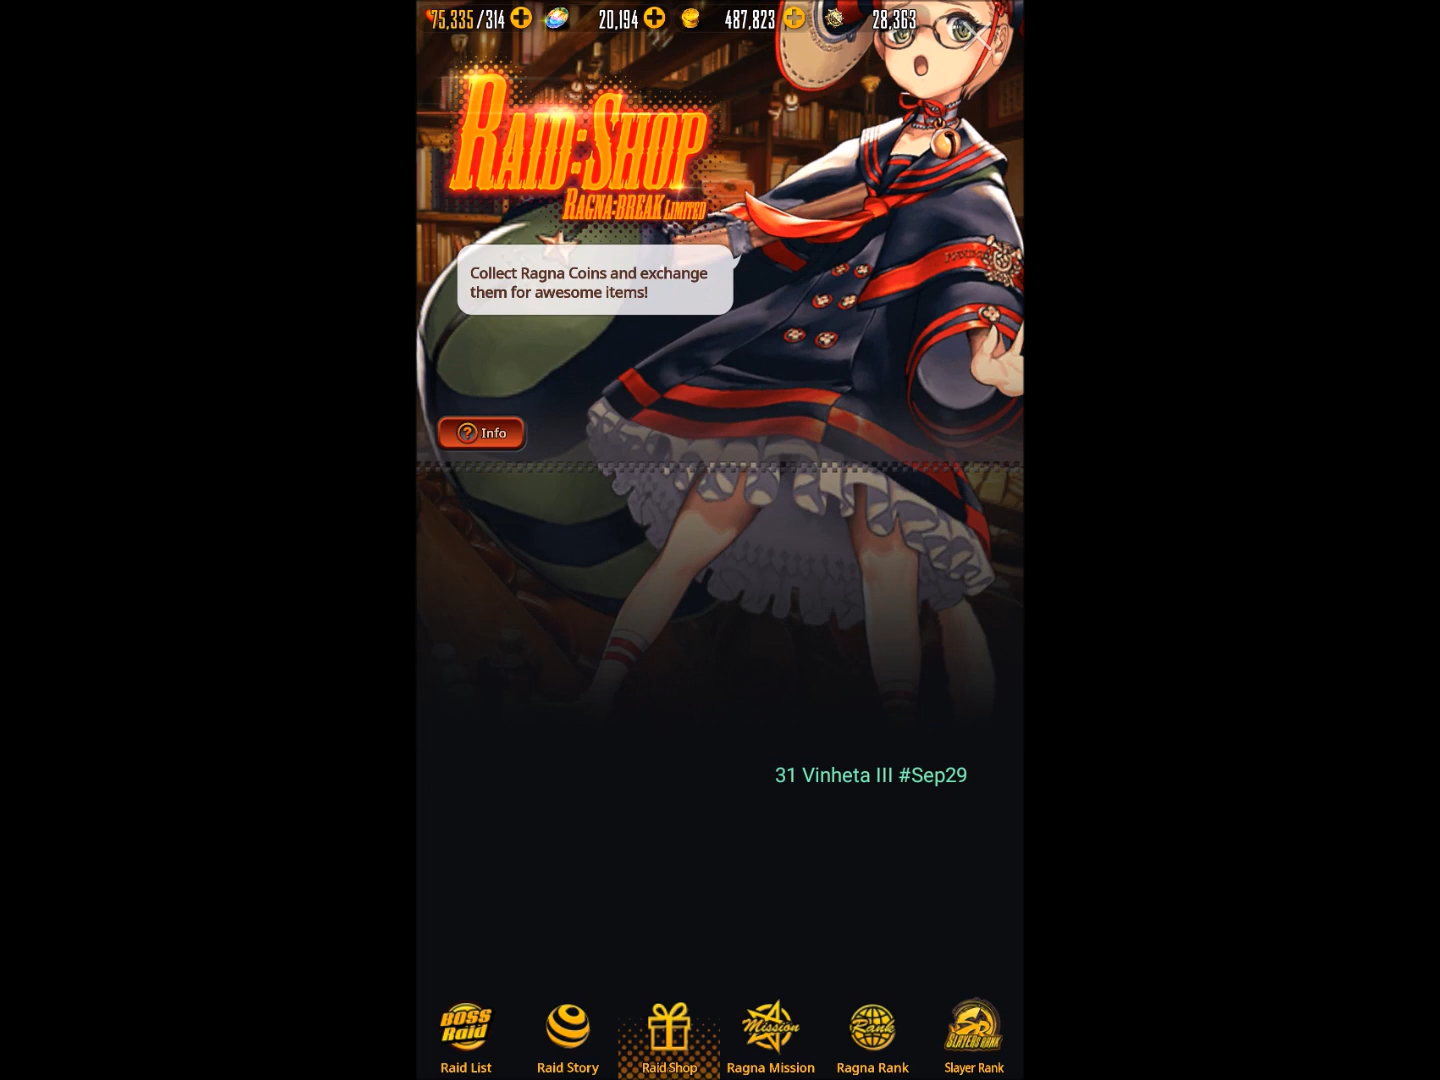 75,335/314
20,194
487,823
28,363
RAID:SHOP
RAGNA:BREAK LIMITED
Collect Ragna Coins and exchange
them for awesome items!
? Info
31 Vinheta III #Sep29
BOSS Raid
Mission
Rank
SLAYERS RANK
Raid List
Raid Story
Raid Shop
Ragna Mission
Ragna Rank
Slayer Rank